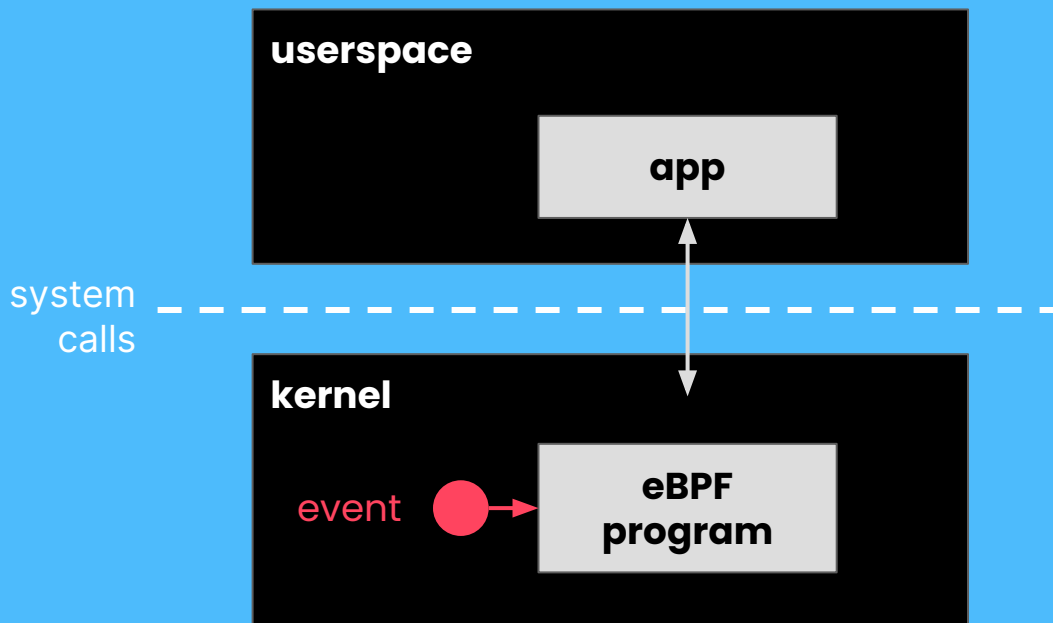 userspace
app
system
calls
kernel
event
eBPF
program